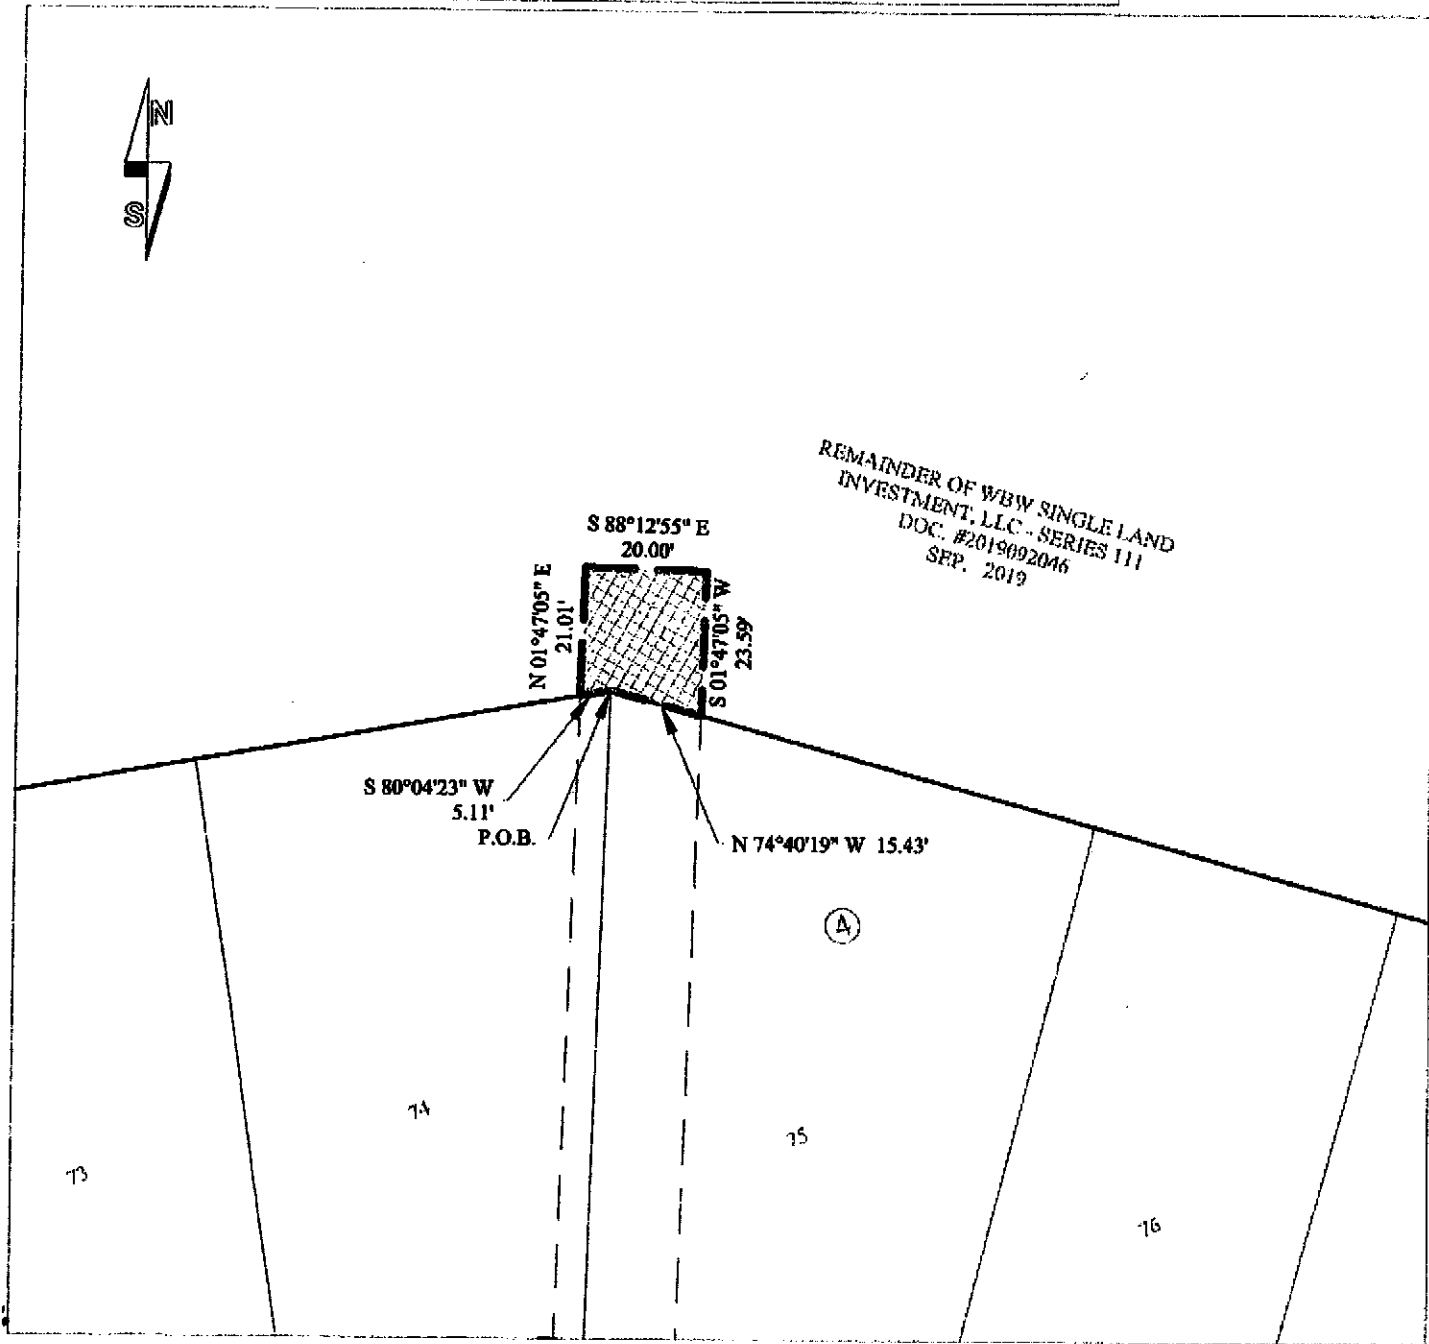 N
S
REMAINDER OF WBW SINGLE LAND
INVESTMENT, LLC - SERIES 111
DOC. #2019092046
SEP. 2019
S 88°12'55" E
20.00'
N 01°47'05" E
21.01'
S 01°47'05" W
23.59'
S 80°04'23" W
5.11'
P.O.B.
N 74°40'19" W 15.43'
4
74
75
73
76